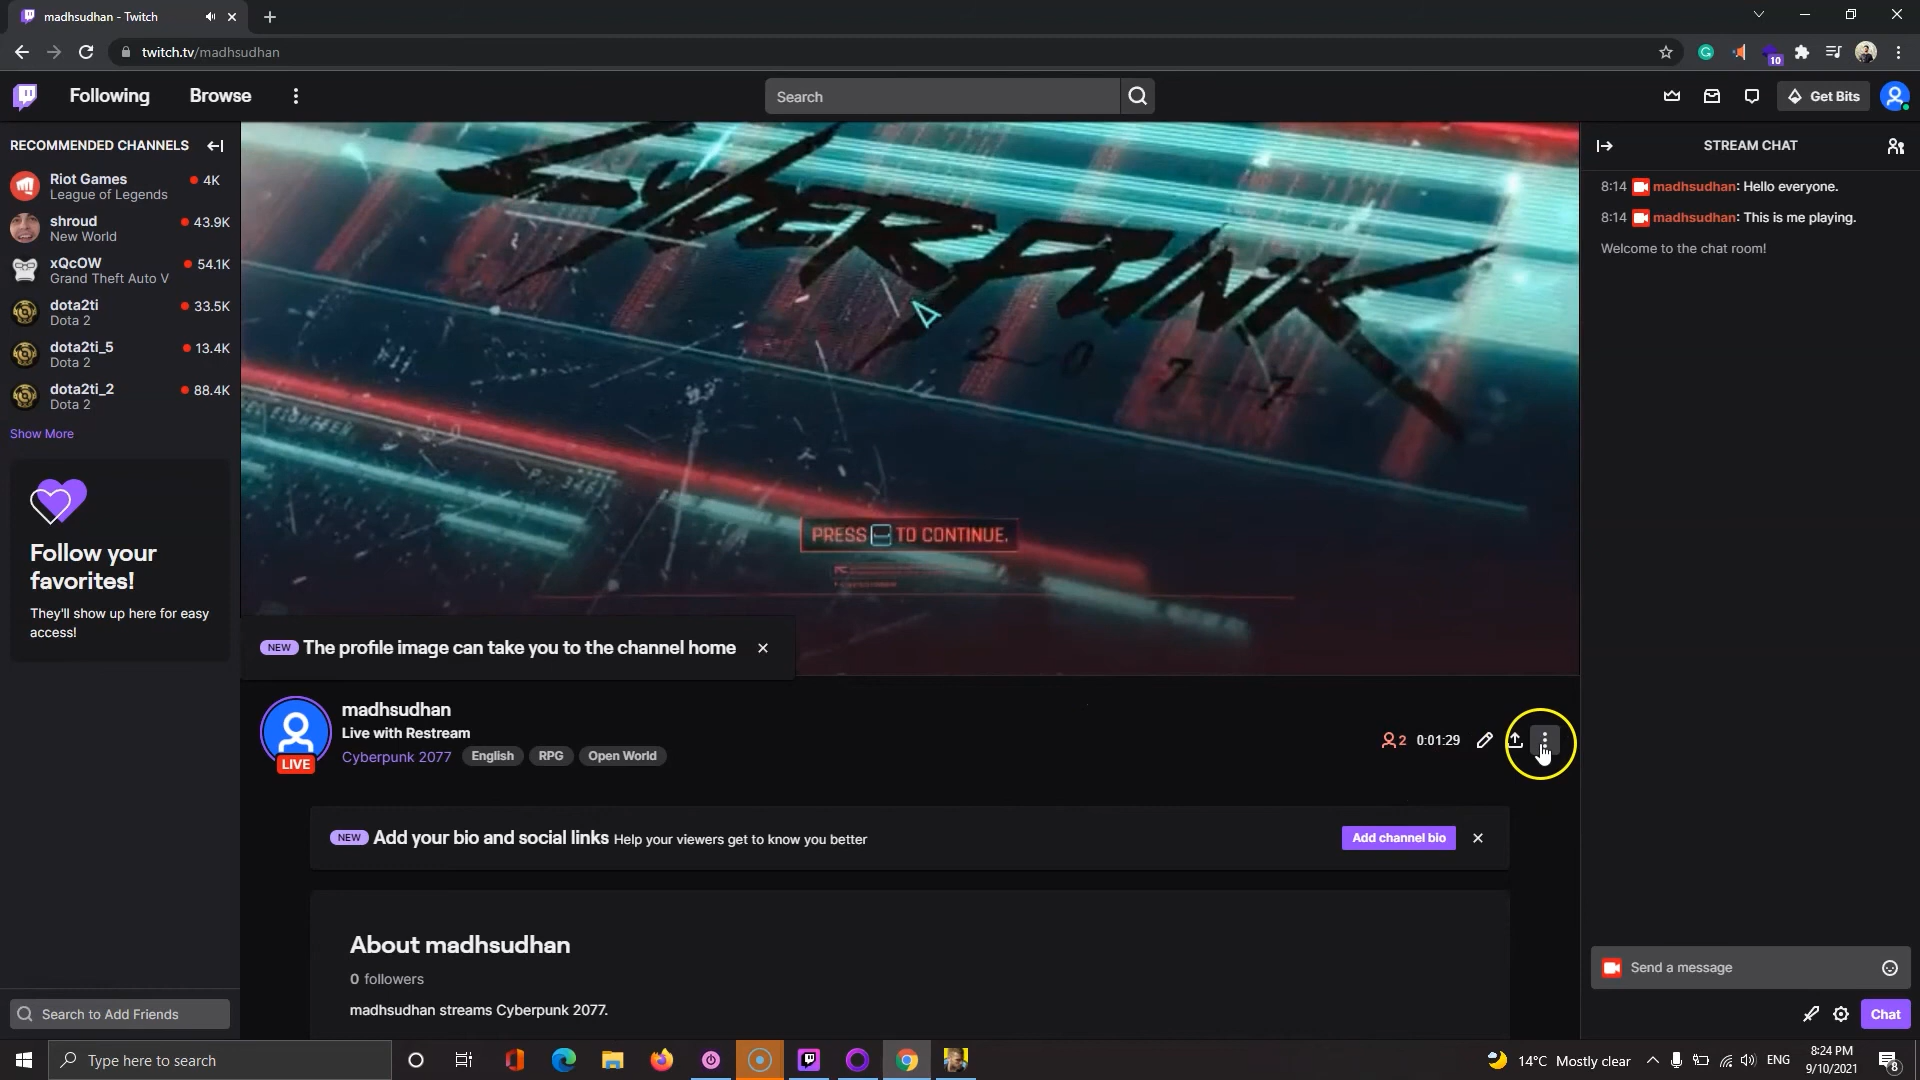 madhsudhan - Twitch
twitch.tv/madhsudhan
10
Following
Browse
Search
Get Bits
RECOMMENDED CHANNELS
Riot Games
4K
League of Legends
shroud
43.9K
New World
xQcOW
54.1K
Grand Theft Auto V
dota2ti
33.5K
Dota 2
dota2ti_5
13.4K
Dota 2
dota2ti_2
88.4K
Dota 2
Show More
Follow your
favorites!
They'll show up here for easy
access!
Search to Add Friends
CYBERPUNK
2077
PRESS TO CONTINUE.
NEW The profile image can take you to the channel home
madhsudhan
Live with Restream
LIVE
Cyberpunk 2077 English RPG Open World
2 0:01:29
NEW Add your bio and social links Help your viewers get to know you better
Add channel bio
About madhsudhan
0 followers
madhsudhan streams Cyberpunk 2077.
STREAM CHAT
8:14 madhsudhan: Hello everyone.
8:14 madhsudhan: This is me playing.
Welcome to the chat room!
Send a message
Chat
Type here to search
14°C Mostly clear
ENG
8:24 PM
9/10/2021
8